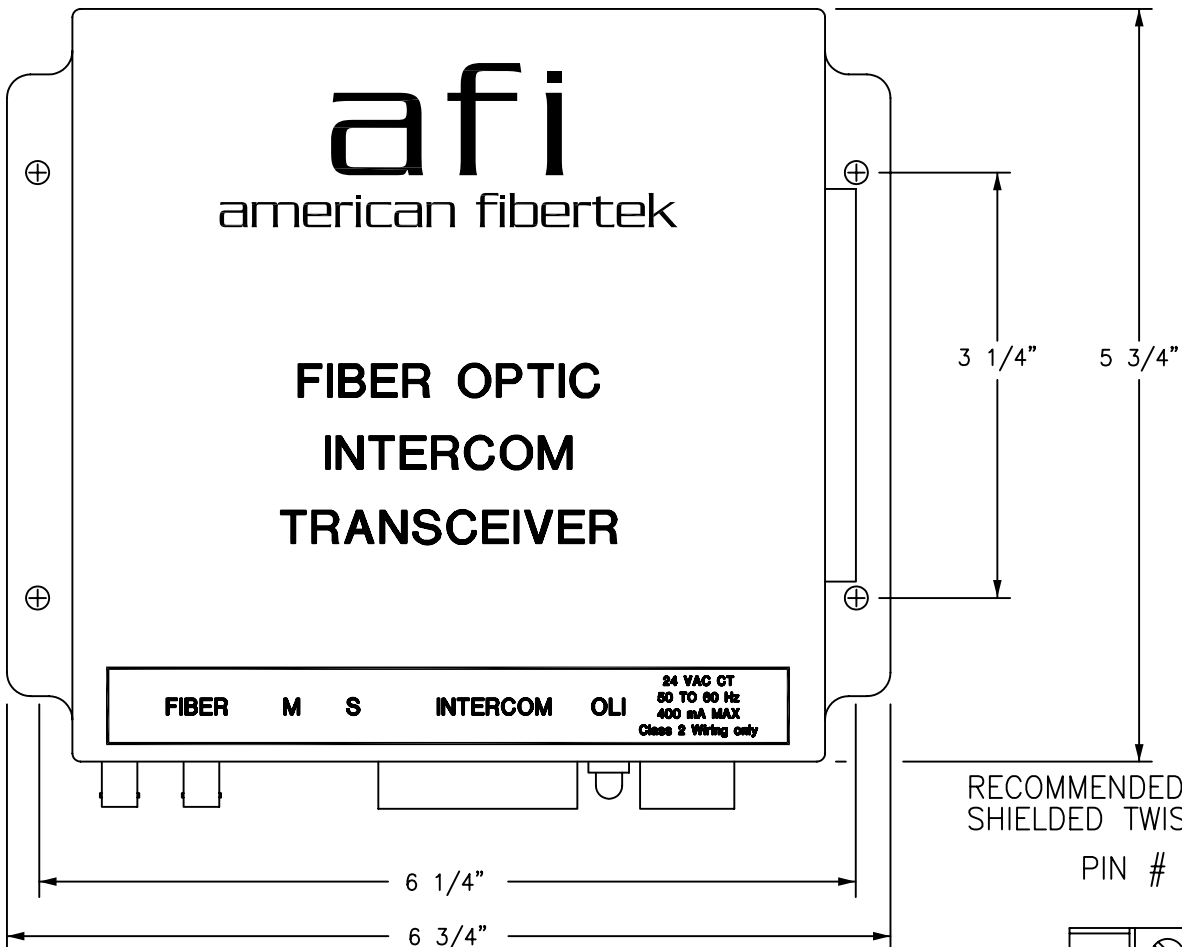 afi
american fibertek
FIBER OPTIC
INTERCOM
TRANSCEIVER
FIBER M S INTERCOM OLI
24 VAC CT
50 TO 60 Hz
400 mA MAX
Class 2 Wiring only
3 1/4”
5 3/4”
RECOMMENDED
SHIELDED TWIS
PIN #
6 1/4”
6 3/4”